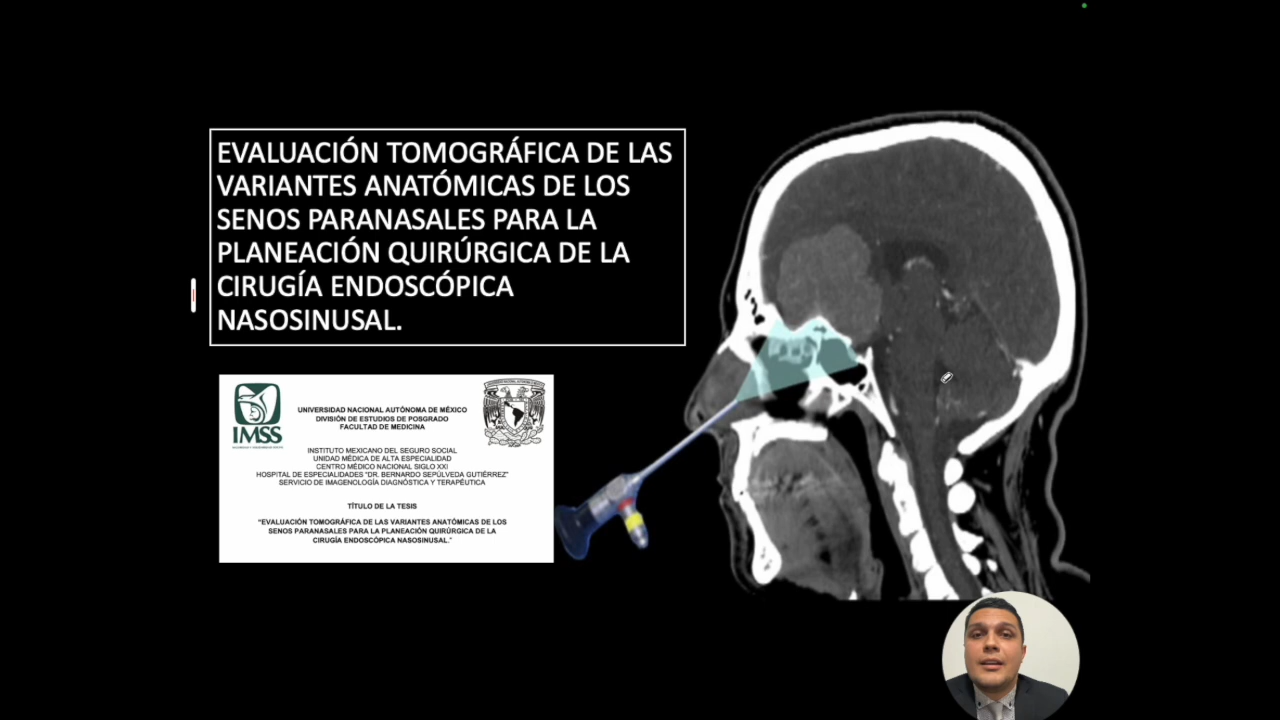 EVALUACIÓN TOMOGRÁFICA DE LAS
VARIANTES ANATÓMICAS DE LOS
SENOS PARANASALES PARA LA
PLANEACIÓN QUIRÚRGICA DE LA
CIRUGÍA ENDOSCÓPICA
NASOSINUSAL.
IMSS
UNIVERSIDAD NACIONAL AUTÓNOMA DE MÉXICO
DIVISIÓN DE ESTUDIOS DE POSGRADO
FACULTAD DE MEDICINA
INSTITUTO MEXICANO DEL SEGURO SOCIAL
UNIDAD MÉDICA DE ALTA ESPECIALIDAD
CENTRO MÉDICO NACIONAL SIGLO XXI
HOSPITAL DE ESPECIALIDADES "DR. BERNARDO SEPÚLVEDA GUTIÉRREZ"
SERVICIO DE IMAGENOLOGÍA DIAGNÓSTICA Y TERAPÉUTICA
TÍTULO DE LA TESIS
"EVALUACIÓN TOMOGRÁFICA DE LAS VARIANTES ANATÓMICAS DE LOS
SENOS PARANASALES PARA LA PLANEACIÓN QUIRÚRGICA DE LA
CIRUGÍA ENDOSCÓPICA NASOSINUSAL."